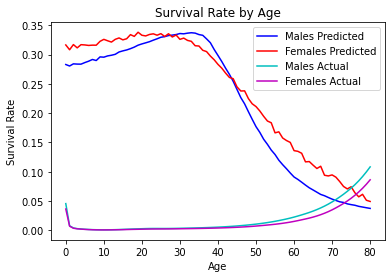 Survival Rate by Age
Males Predicted
Females Predicted
Males Actual
Females Actual
Survival Rate
0.35
0.30
0.25
0.20
0.15
0.10
0.05
0.00
0 10 20 30 40 50 60 70 80
Age